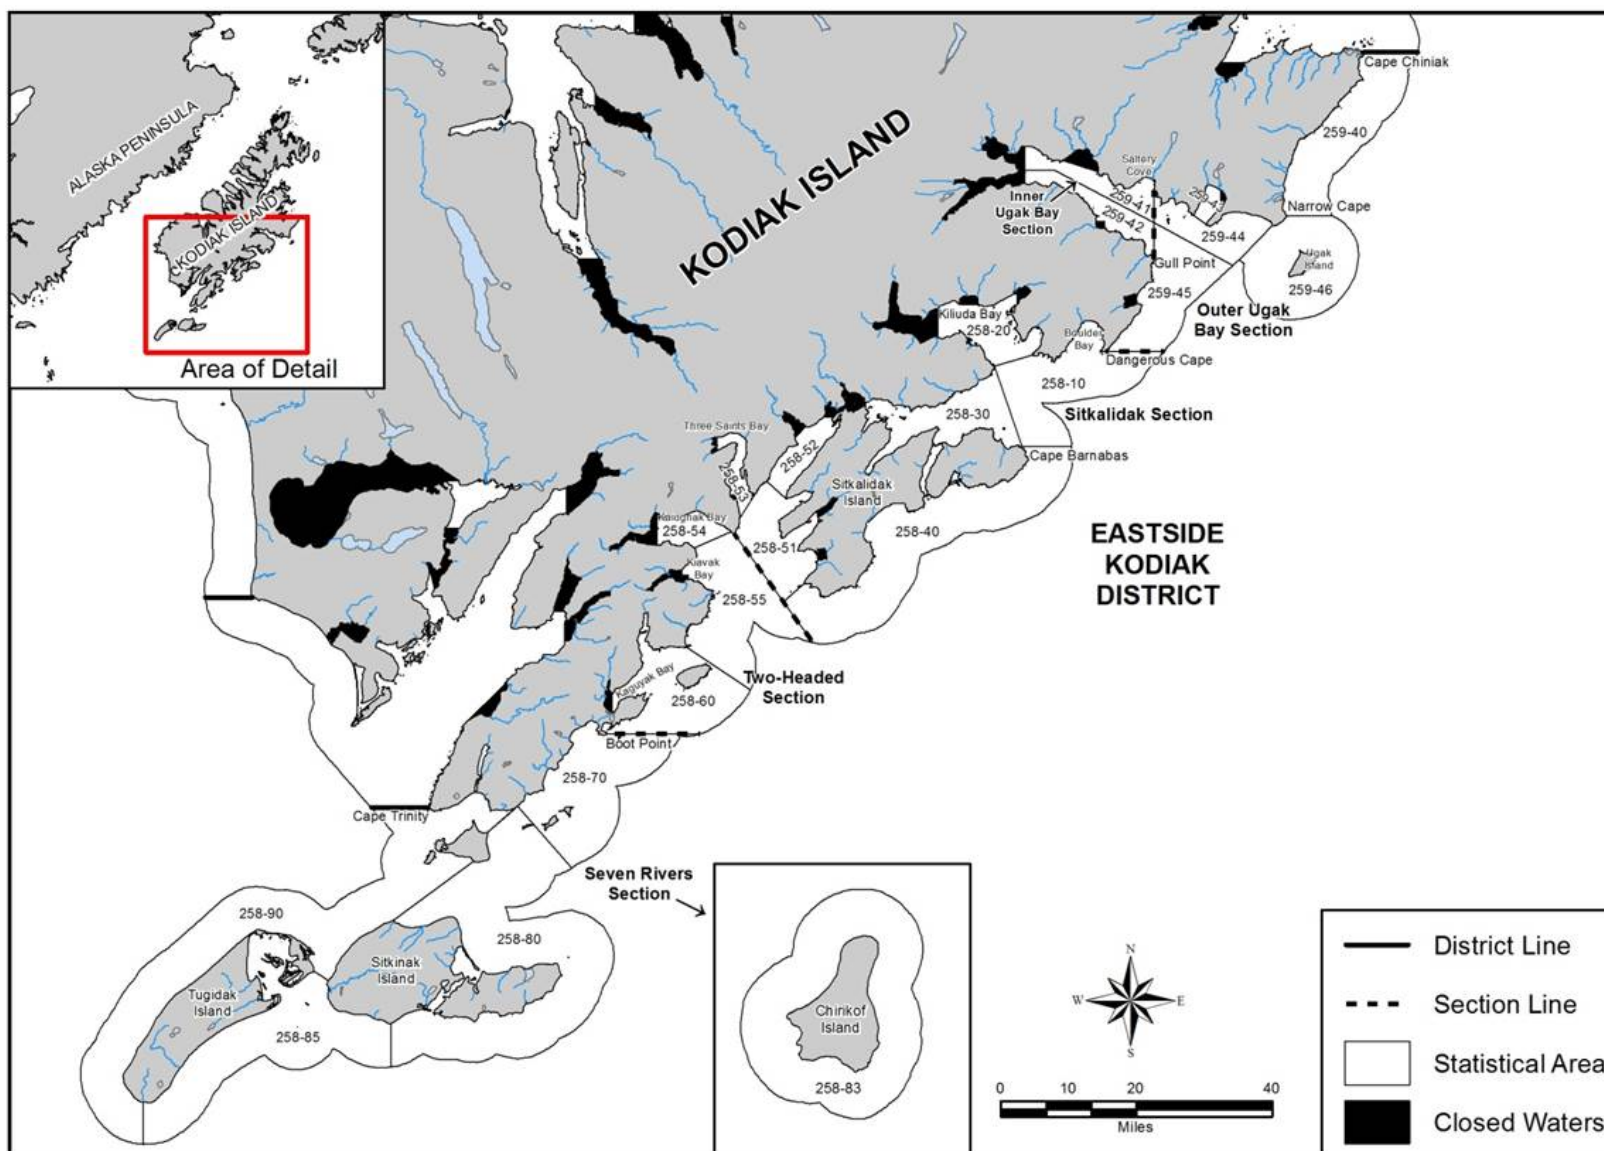 ALASKA PENINSULA
KODIAK ISLAND
Area of Detail
KODIAK ISLAND
Cape Chiniak
259-40
Saltery
Cove
Inner
Ugak Bay
Section
259-41
259-42
259-43
259-44
Narrow Cape
Ugak
Island
259-46
Gull Point
259-45
Outer Ugak
Bay Section
Kiliuda Bay
258-20
Boulder
Bay
Dangerous Cape
258-10
Sitkalidak Section
258-30
Cape Barnabas
Three Saints Bay
258-52
258-53
Sitkalidak
Island
258-40
258-54
258-51
EASTSIDE
KODIAK
DISTRICT
Kiavak
Bay
258-55
Two-Headed
Section
Kaguyak Bay
258-60
Boot Point
258-70
Cape Trinity
Seven Rivers
Section
258-90
258-80
Sitkinak
Island
Tugidak
Island
258-85
Chirikof
Island
258-83
N
W
E
S
0 10 20 40
Miles
District Line
Section Line
Statistical Area
Closed Waters